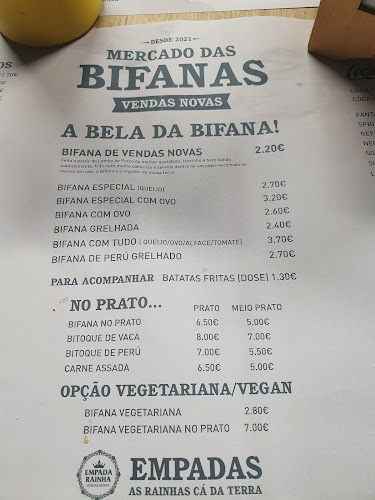 DESDE 2021
MERCADO DAS
BIFANAS
VENDAS NOVAS
A BELA DA BIFANA!
BIFANA DE VENDAS NOVAS 2.20€
BIFANA ESPECIAL (QUEIJO) 2.70€
BIFANA ESPECIAL COM OVO 3.20€
BIFANA COM OVO 2.60€
BIFANA GRELHADA 2.40€
BIFANA COM TUDO ( QUEIJO/OVO/ALFACE/TOMATE) 3.70€
BIFANA DE PERÚ GRELHADO 2.70€
PARA ACOMPANHAR BATATAS FRITAS (DOSE) 1.30€
NO PRATO... PRATO MEIO PRATO
BIFANA NO PRATO 6.50€ 5.00€
BITOQUE DE VACA 8.00€ 7.00€
BITOQUE DE PERÚ 7.00€ 5.50€
CARNE ASSADA 6.50€ 5.00€
OPÇÃO VEGETARIANA/VEGAN
BIFANA VEGETARIANA 2.80€
BIFANA VEGETARIANA NO PRATO 7.00€
EMPADA
RAINHA
EMPADAS
AS RAINHAS CÁ DA TERRA